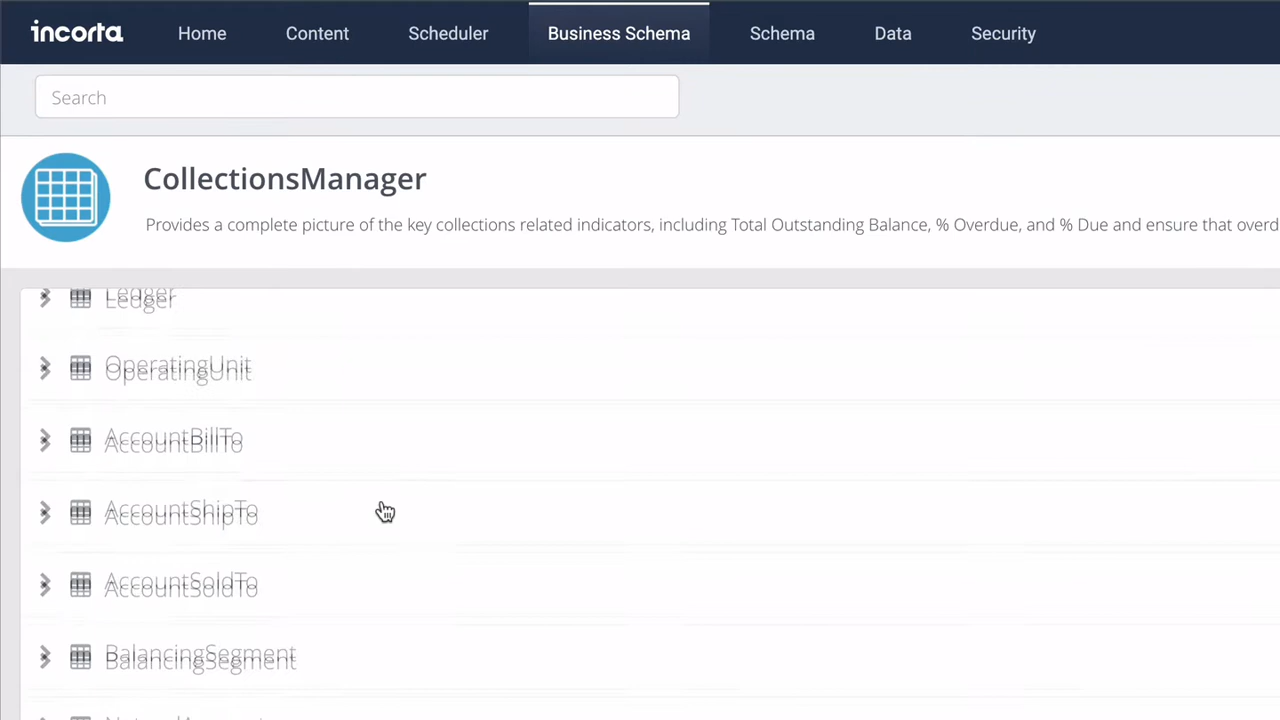 incorta Home Content Scheduler Business Schema Schema Data Security
Search
CollectionsManager
Provides a complete picture of the key collections related indicators, including Total Outstanding Balance, % Overdue, and % Due and ensure that overd
Ledger
OperatingUnit
AccountBillTo
AccountShipTo
AccountSoldTo
BalancingSegment